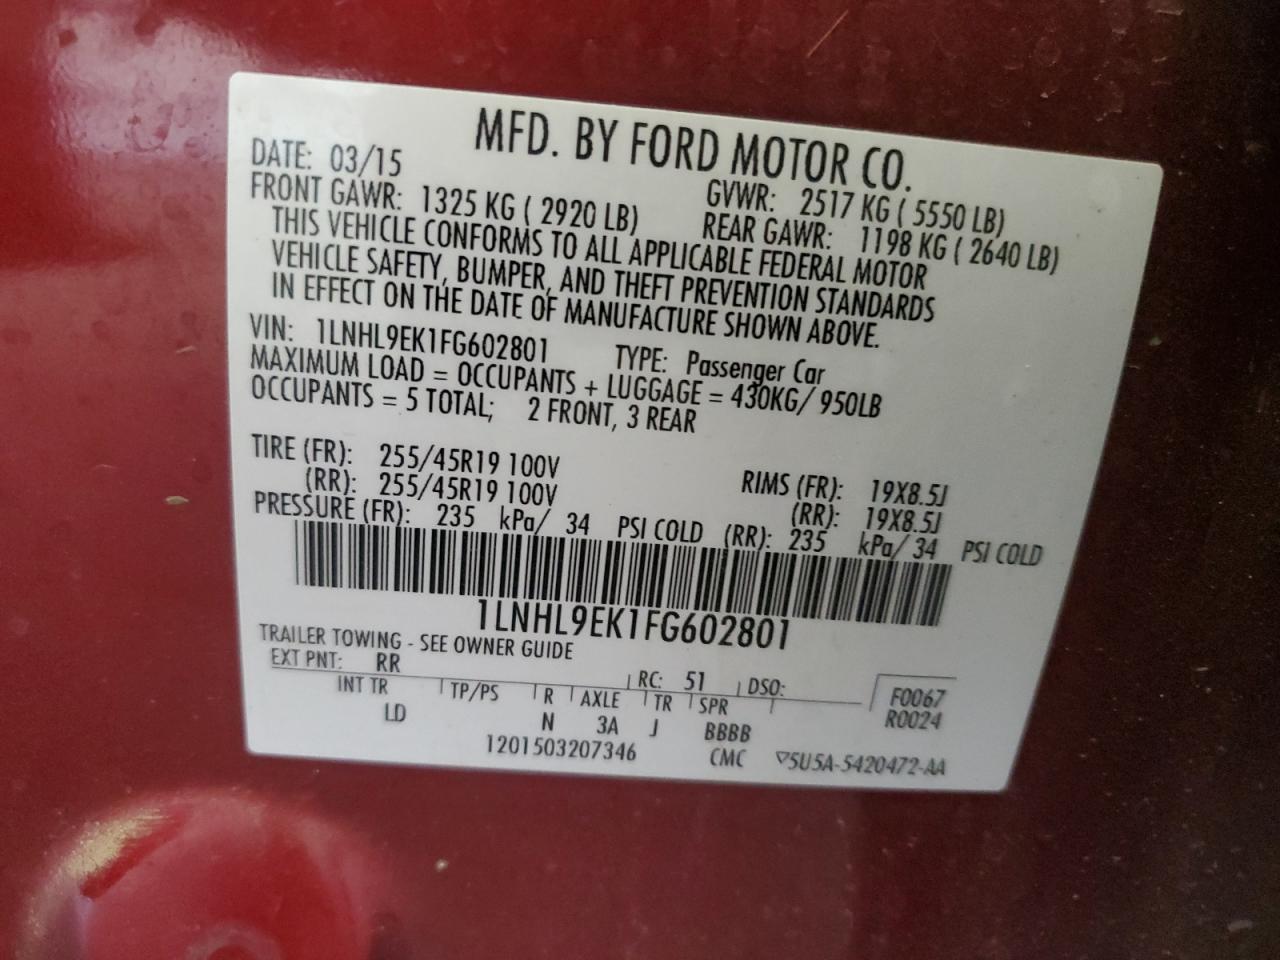 MFD. BY FORD MOTOR CO.
DATE: 03/15 GVWR: 2517 KG ( 5550 LB)
FRONT GAWR: 1325 KG ( 2920 LB) REAR GAWR: 1198 KG ( 2640 LB)
THIS VEHICLE CONFORMS TO ALL APPLICABLE FEDERAL MOTOR
VEHICLE SAFETY, BUMPER, AND THEFT PREVENTION STANDARDS
IN EFFECT ON THE DATE OF MANUFACTURE SHOWN ABOVE.
VIN: 1LNHL9EK1FG602801 TYPE: Passenger Car
MAXIMUM LOAD = OCCUPANTS + LUGGAGE = 430KG/ 950LB
OCCUPANTS = 5 TOTAL; 2 FRONT, 3 REAR
TIRE (FR): 255/45R19 100V RIMS (FR): 19X8.5J
(RR): 255/45R19 100V (RR): 19X8.5J
PRESSURE (FR): 235 kPa/ 34 PSI COLD (RR): 235 kPa/ 34 PSI COLD
1LNHL9EK1FG602801
TRAILER TOWING - SEE OWNER GUIDE
EXT PNT: RR RC: 51 DSO: F0067
INT TR TP/PS R AXLE TR SPR R0024
LD N 3A J BBBB
1201503207346 CMC ▽5U5A-5420472-AA